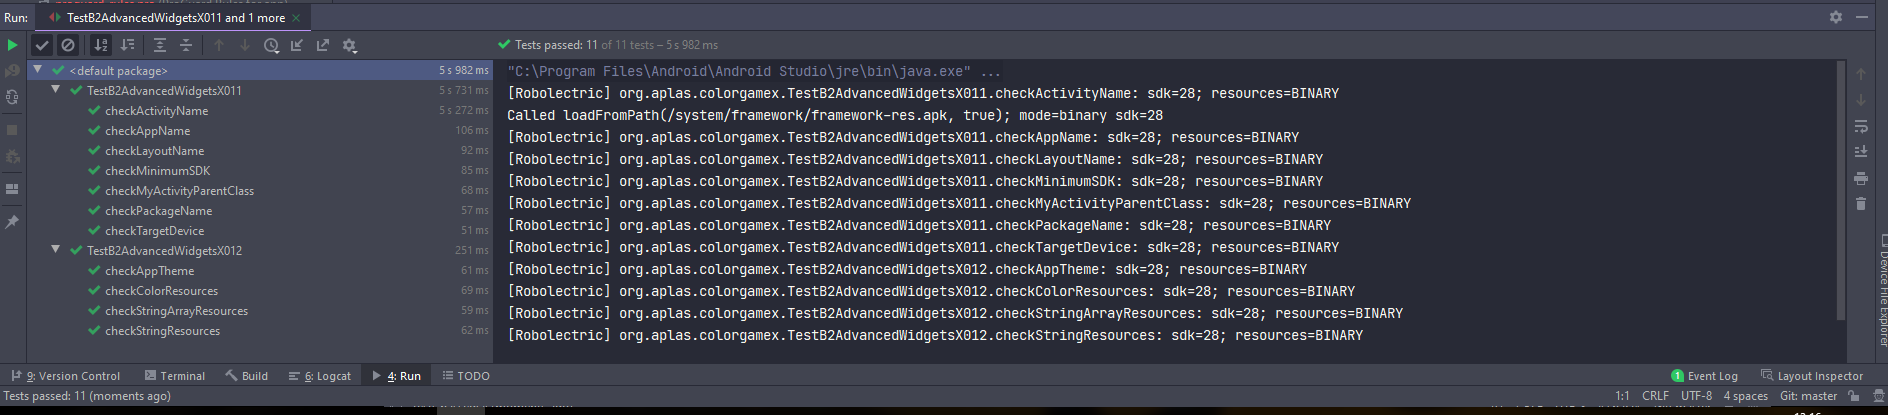 Run: TestB2AdvancedWidgetsX011 and 1 more
Tests passed: 11 of 11 tests – 5 s 982 ms
<default package> 5 s 982 ms
TestB2AdvancedWidgetsX011 5 s 731 ms
checkActivityName 5 s 272 ms
checkAppName 106 ms
checkLayoutName 92 ms
checkMinimumSDK 85 ms
checkMyActivityParentClass 68 ms
checkPackageName 57 ms
checkTargetDevice 51 ms
TestB2AdvancedWidgetsX012 251 ms
checkAppTheme 61 ms
checkColorResources 69 ms
checkStringArrayResources 59 ms
checkStringResources 62 ms
"C:\Program Files\Android\Android Studio\jre\bin\java.exe" ...
[Robolectric] org.aplas.colorgamex.TestB2AdvancedWidgetsX011.checkActivityName: sdk=28; resources=BINARY
Called loadFromPath(/system/framework/framework-res.apk, true); mode=binary sdk=28
[Robolectric] org.aplas.colorgamex.TestB2AdvancedWidgetsX011.checkAppName: sdk=28; resources=BINARY
[Robolectric] org.aplas.colorgamex.TestB2AdvancedWidgetsX011.checkLayoutName: sdk=28; resources=BINARY
[Robolectric] org.aplas.colorgamex.TestB2AdvancedWidgetsX011.checkMinimumSDK: sdk=28; resources=BINARY
[Robolectric] org.aplas.colorgamex.TestB2AdvancedWidgetsX011.checkMyActivityParentClass: sdk=28; resources=BINARY
[Robolectric] org.aplas.colorgamex.TestB2AdvancedWidgetsX011.checkPackageName: sdk=28; resources=BINARY
[Robolectric] org.aplas.colorgamex.TestB2AdvancedWidgetsX011.checkTargetDevice: sdk=28; resources=BINARY
[Robolectric] org.aplas.colorgamex.TestB2AdvancedWidgetsX012.checkAppTheme: sdk=28; resources=BINARY
[Robolectric] org.aplas.colorgamex.TestB2AdvancedWidgetsX012.checkColorResources: sdk=28; resources=BINARY
[Robolectric] org.aplas.colorgamex.TestB2AdvancedWidgetsX012.checkStringArrayResources: sdk=28; resources=BINARY
[Robolectric] org.aplas.colorgamex.TestB2AdvancedWidgetsX012.checkStringResources: sdk=28; resources=BINARY
Device File Explorer
9: Version Control Terminal Build 6: Logcat 4: Run TODO 1 Event Log Layout Inspector
Tests passed: 11 (moments ago) 1:1 CRLF UTF-8 4 spaces Git: master